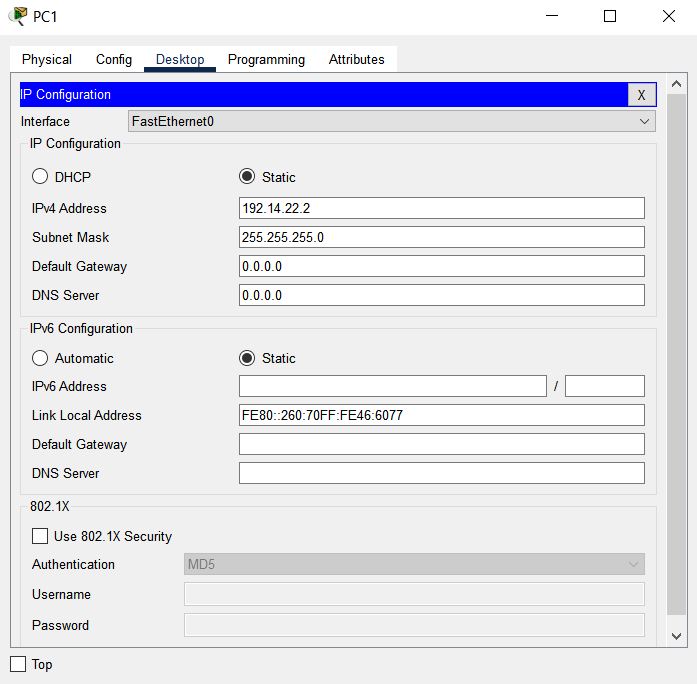 PC1
Physical Config Desktop Programming Attributes
IP Configuration X
Interface FastEthernet0
IP Configuration
DHCP Static
IPv4 Address 192.14.22.2
Subnet Mask 255.255.255.0
Default Gateway 0.0.0.0
DNS Server 0.0.0.0
IPv6 Configuration
Automatic Static
IPv6 Address /
Link Local Address FE80::260:70FF:FE46:6077
Default Gateway
DNS Server
802.1X
Use 802.1X Security
Authentication MD5
Username
Password
Top